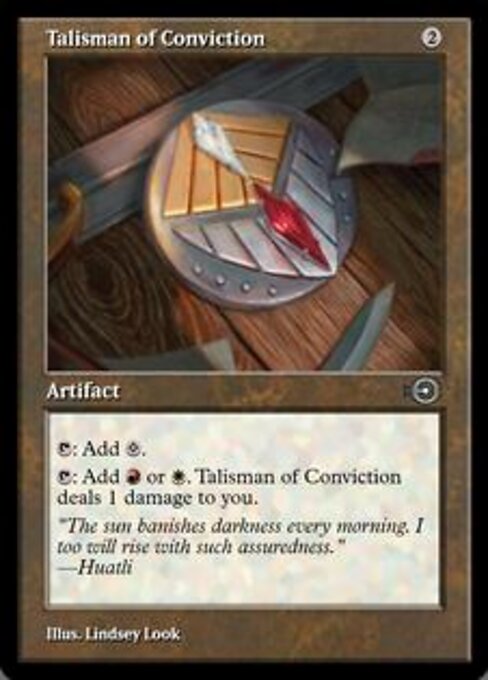 Talisman of Conviction 2
Artifact
: Add .
: Add or . Talisman of Conviction
deals 1 damage to you.
"The sun banishes darkness every morning. I
too will rise with such assuredness."
—Huatli
Illus. Lindsey Look